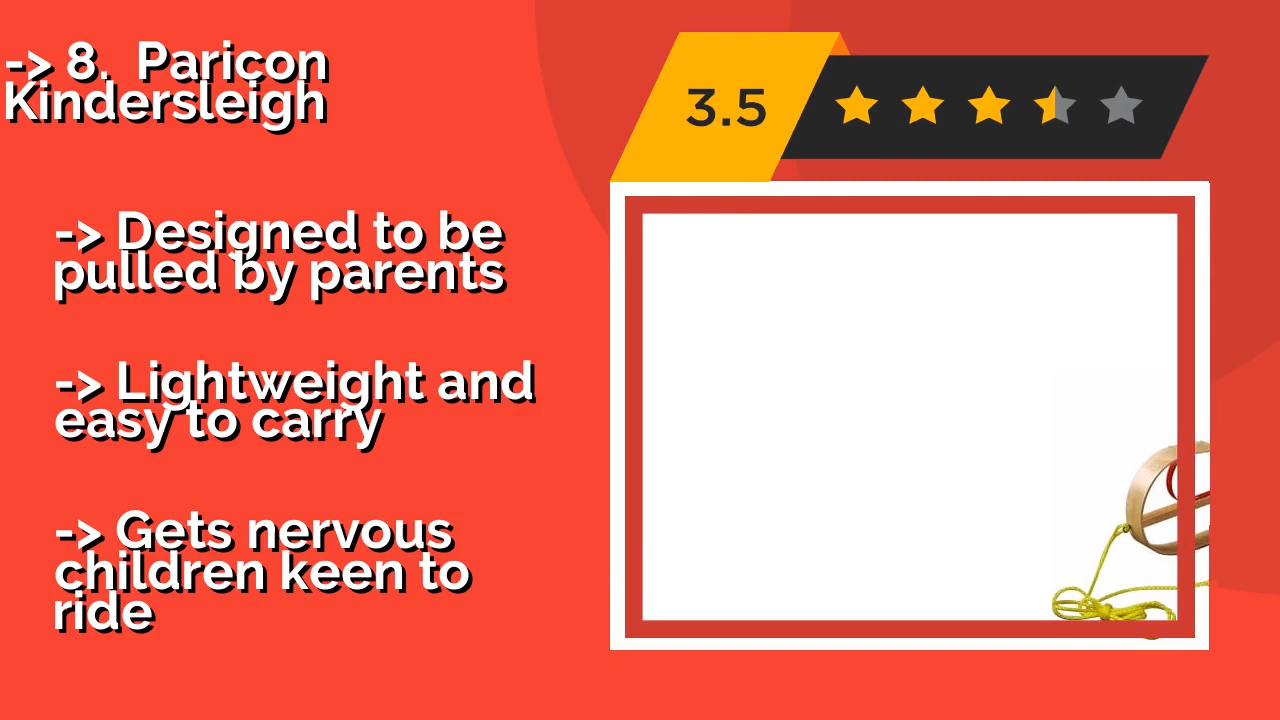 -> 8. Paricon
Kindersleigh
3.5
-> Designed to be
pulled by parents
-> Lightweight and
easy to carry
-> Gets nervous
children keen to
ride